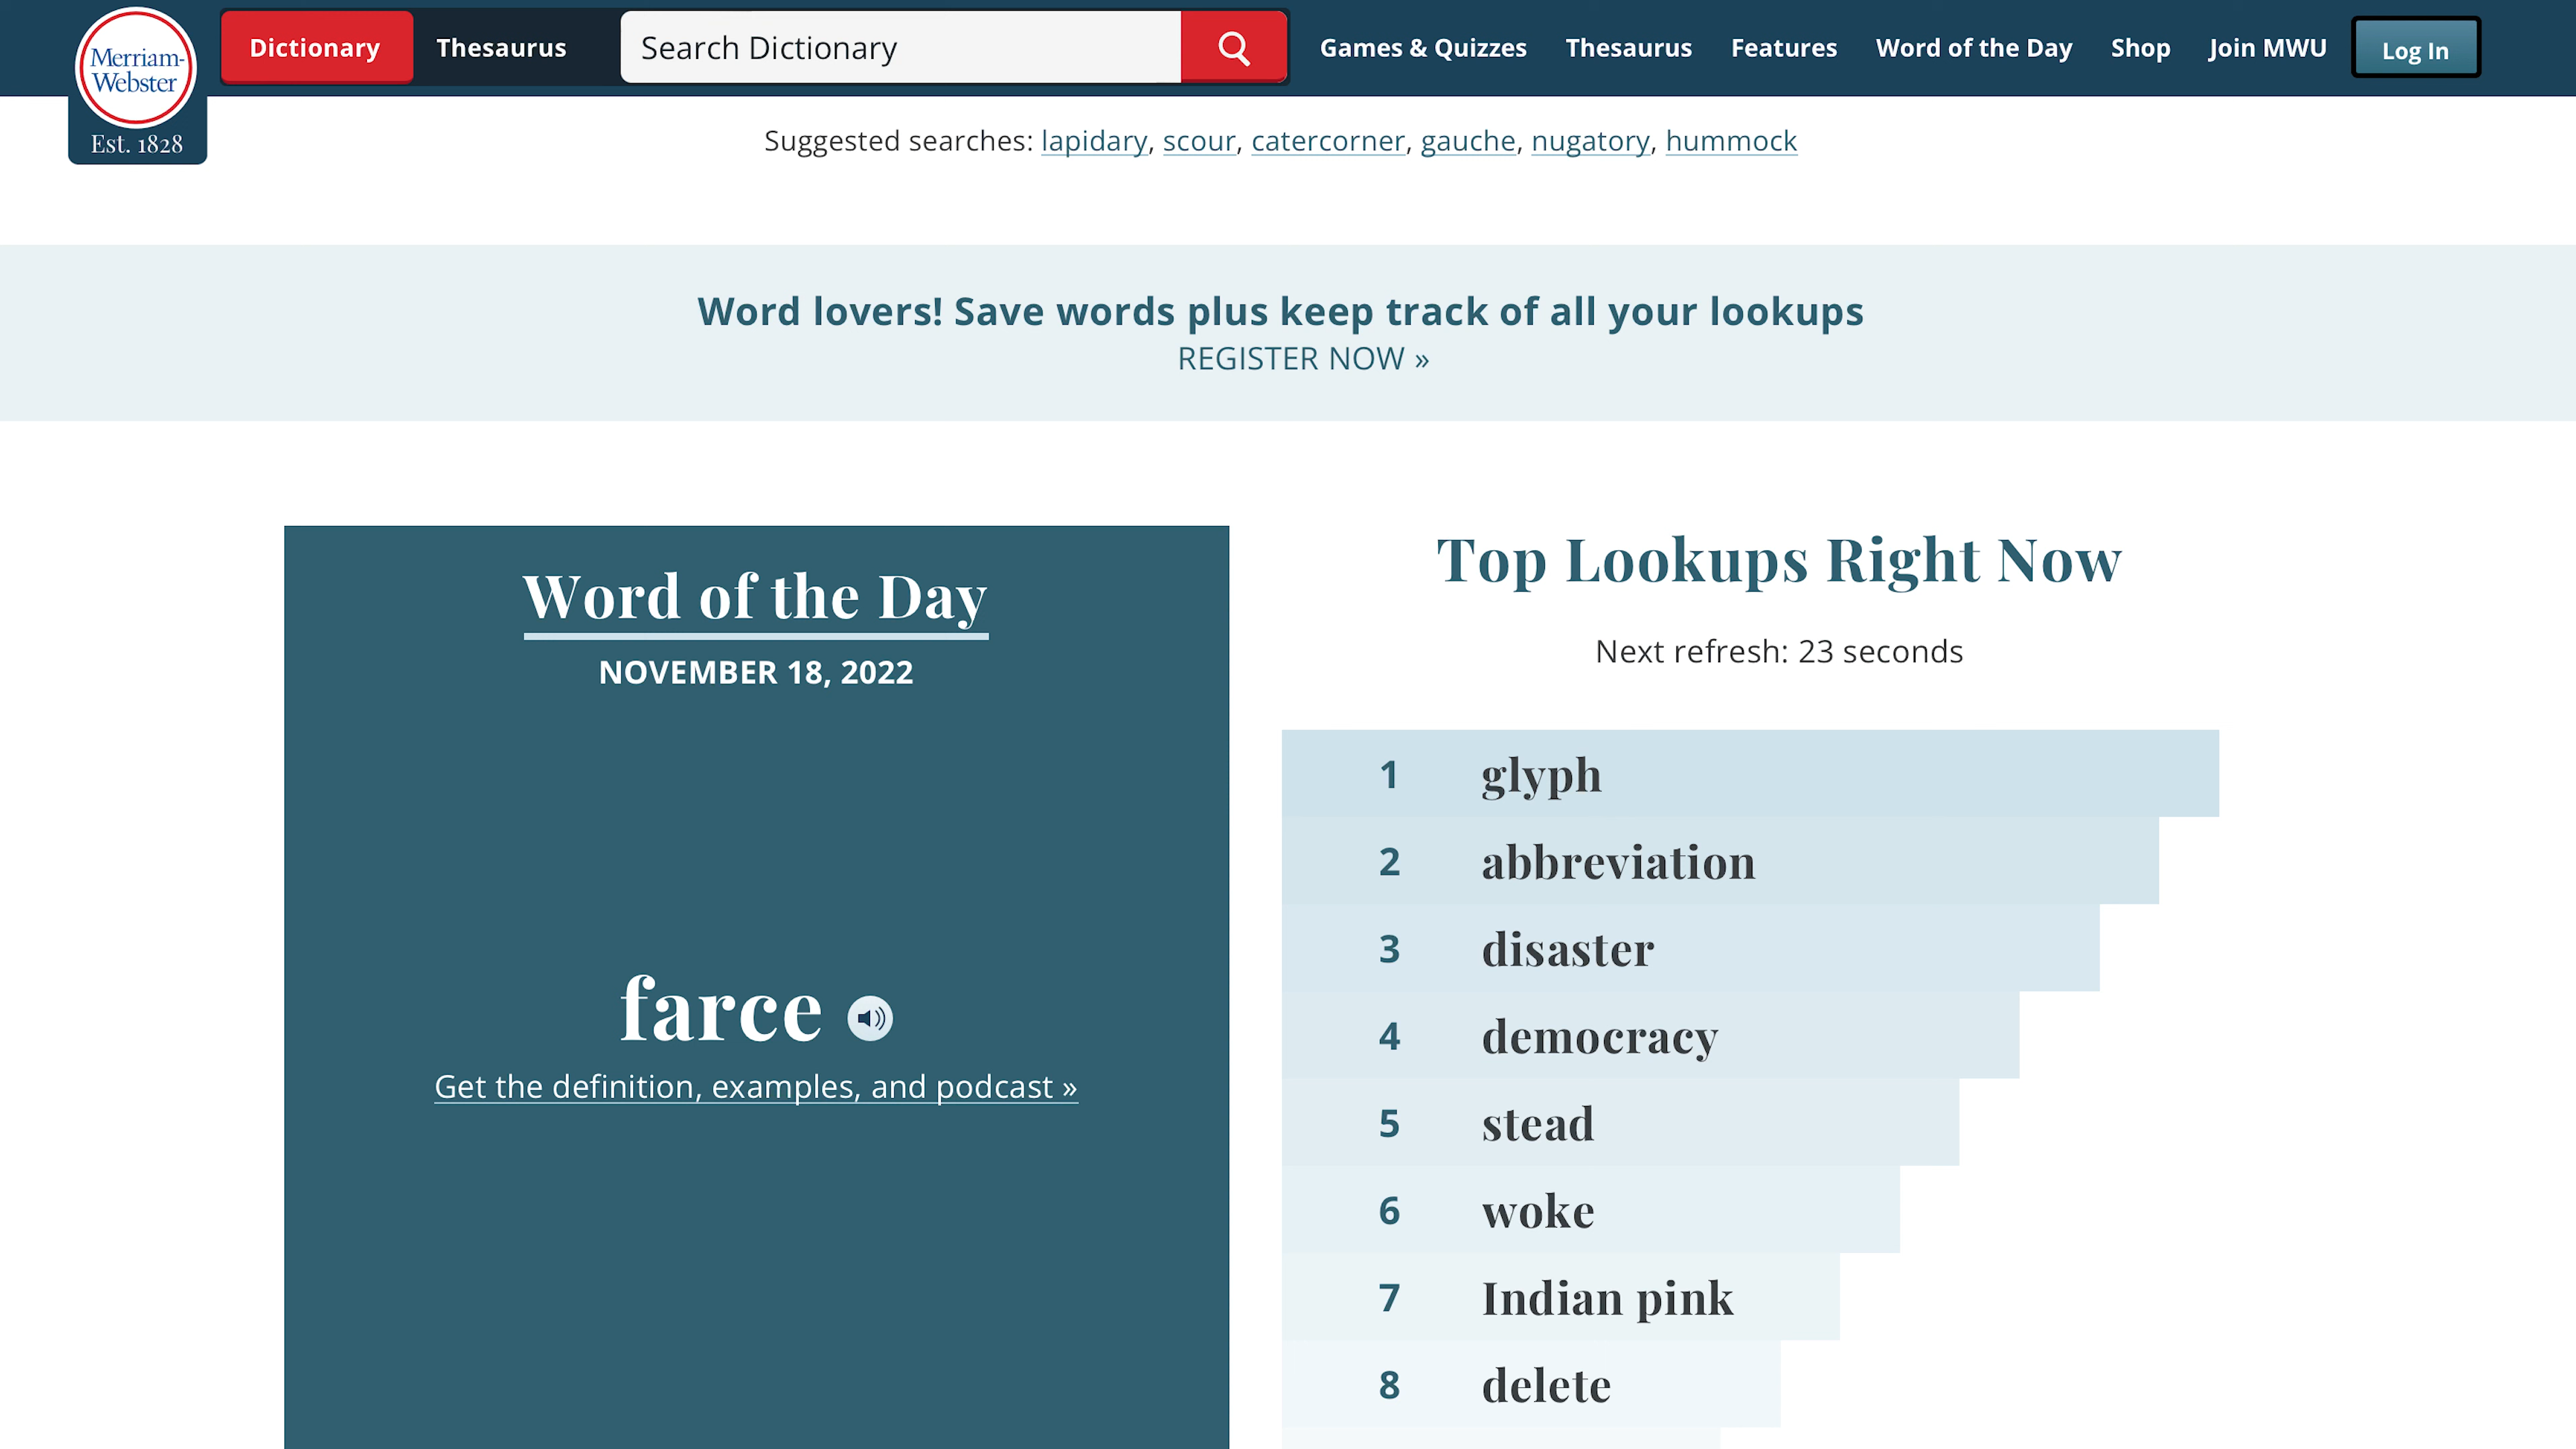 Merriam-
Webster
Est. 1828
Dictionary
Thesaurus
Search Dictionary
Games & Quizzes
Thesaurus
Features
Word of the Day
Shop
Join MWU
Log In
Suggested searches: lapidary, scour, catercorner, gauche, nugatory, hummock
Word lovers! Save words plus keep track of all your lookups
REGISTER NOW »
Word of the Day
NOVEMBER 18, 2022
farce
Get the definition, examples, and podcast »
Top Lookups Right Now
Next refresh: 23 seconds
1 glyph
2 abbreviation
3 disaster
4 democracy
5 stead
6 woke
7 Indian pink
8 delete